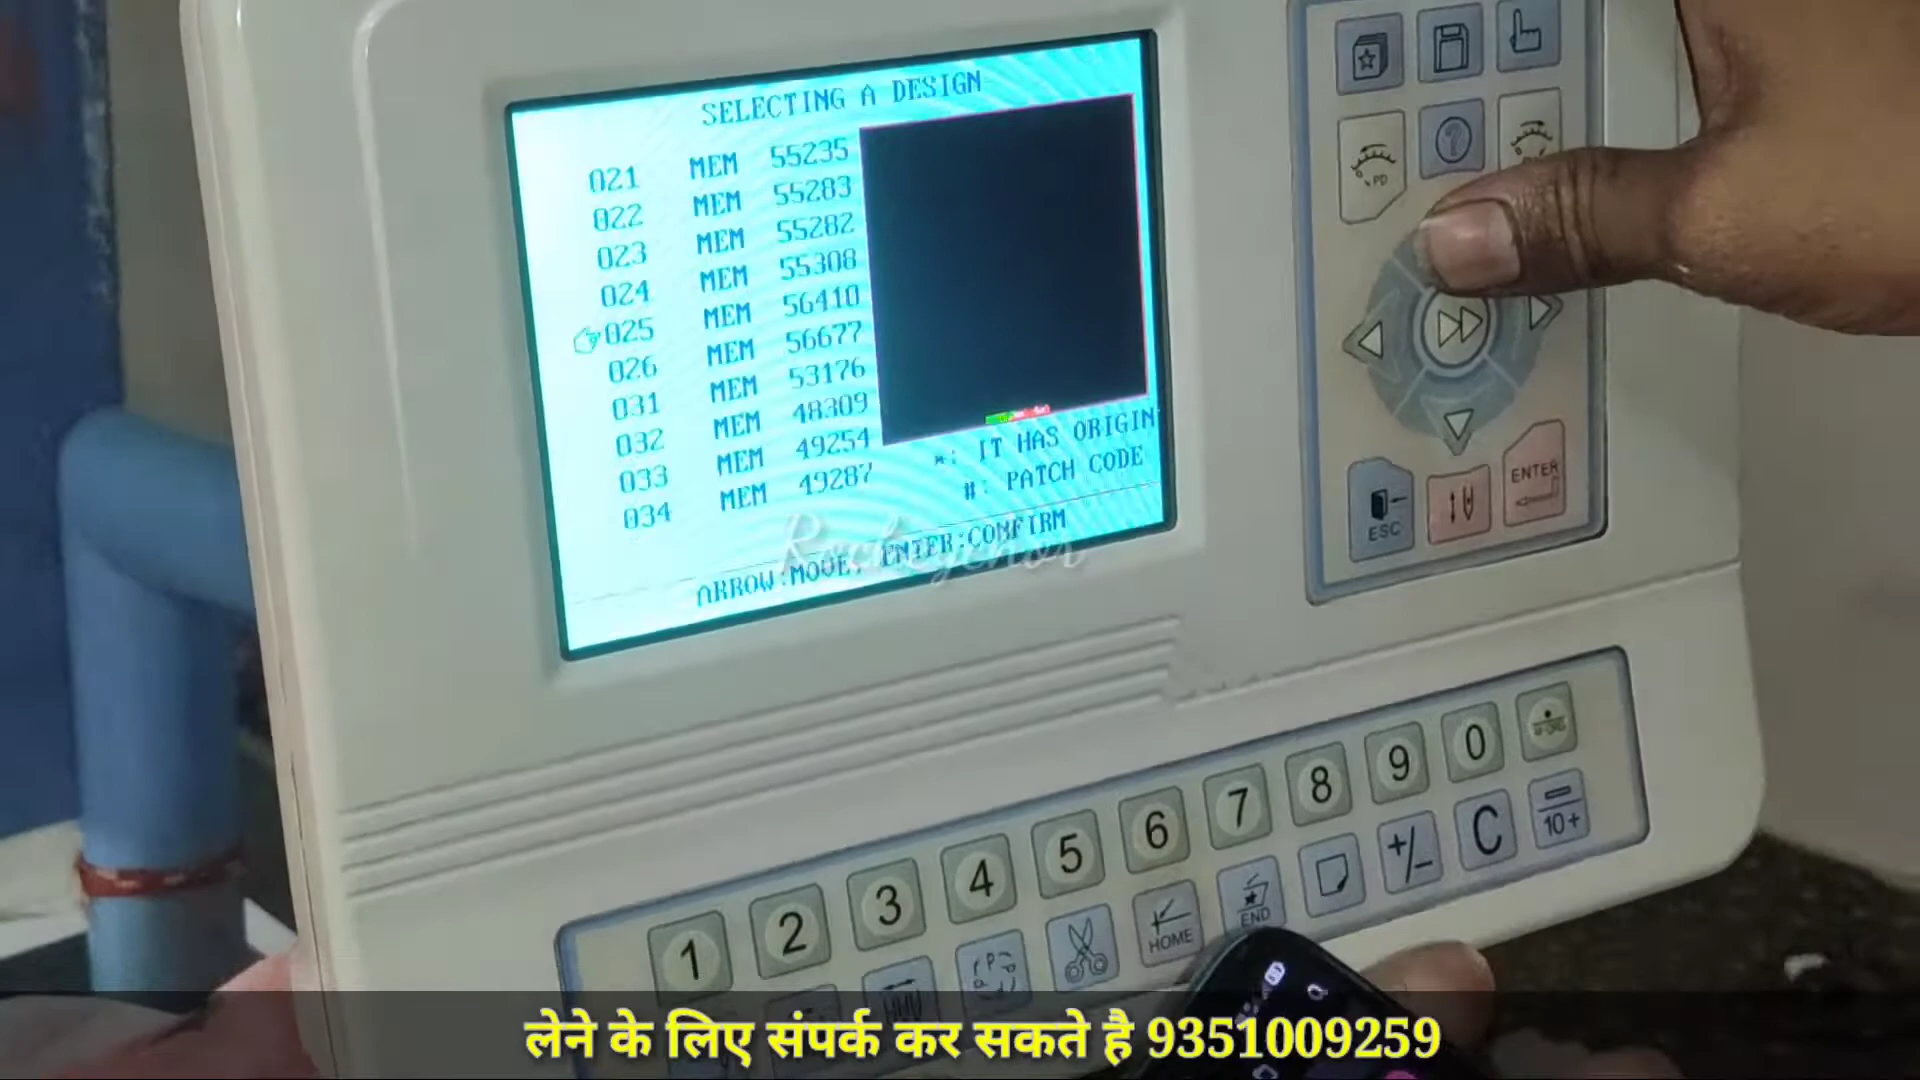 SELECTING A DESIGN
021 MEM 55235
022 MEM 55283
023 MEM 55282
024 MEM 55308
025 MEM 56410
026 MEM 56677
031 MEM 53176
032 MEM 48309
033 MEM 49254
034 MEM 49287
*: IT HAS ORIGIN
#: PATCH CODE
ARROW:MOVE, ENTER:CONFIRM
?
PD
ESC
ENTER
1 2 3 4 5 6 7 8 9 0
HOME END +/- C 10+
लेने के लिए संपर्क कर सकते है 9351009259